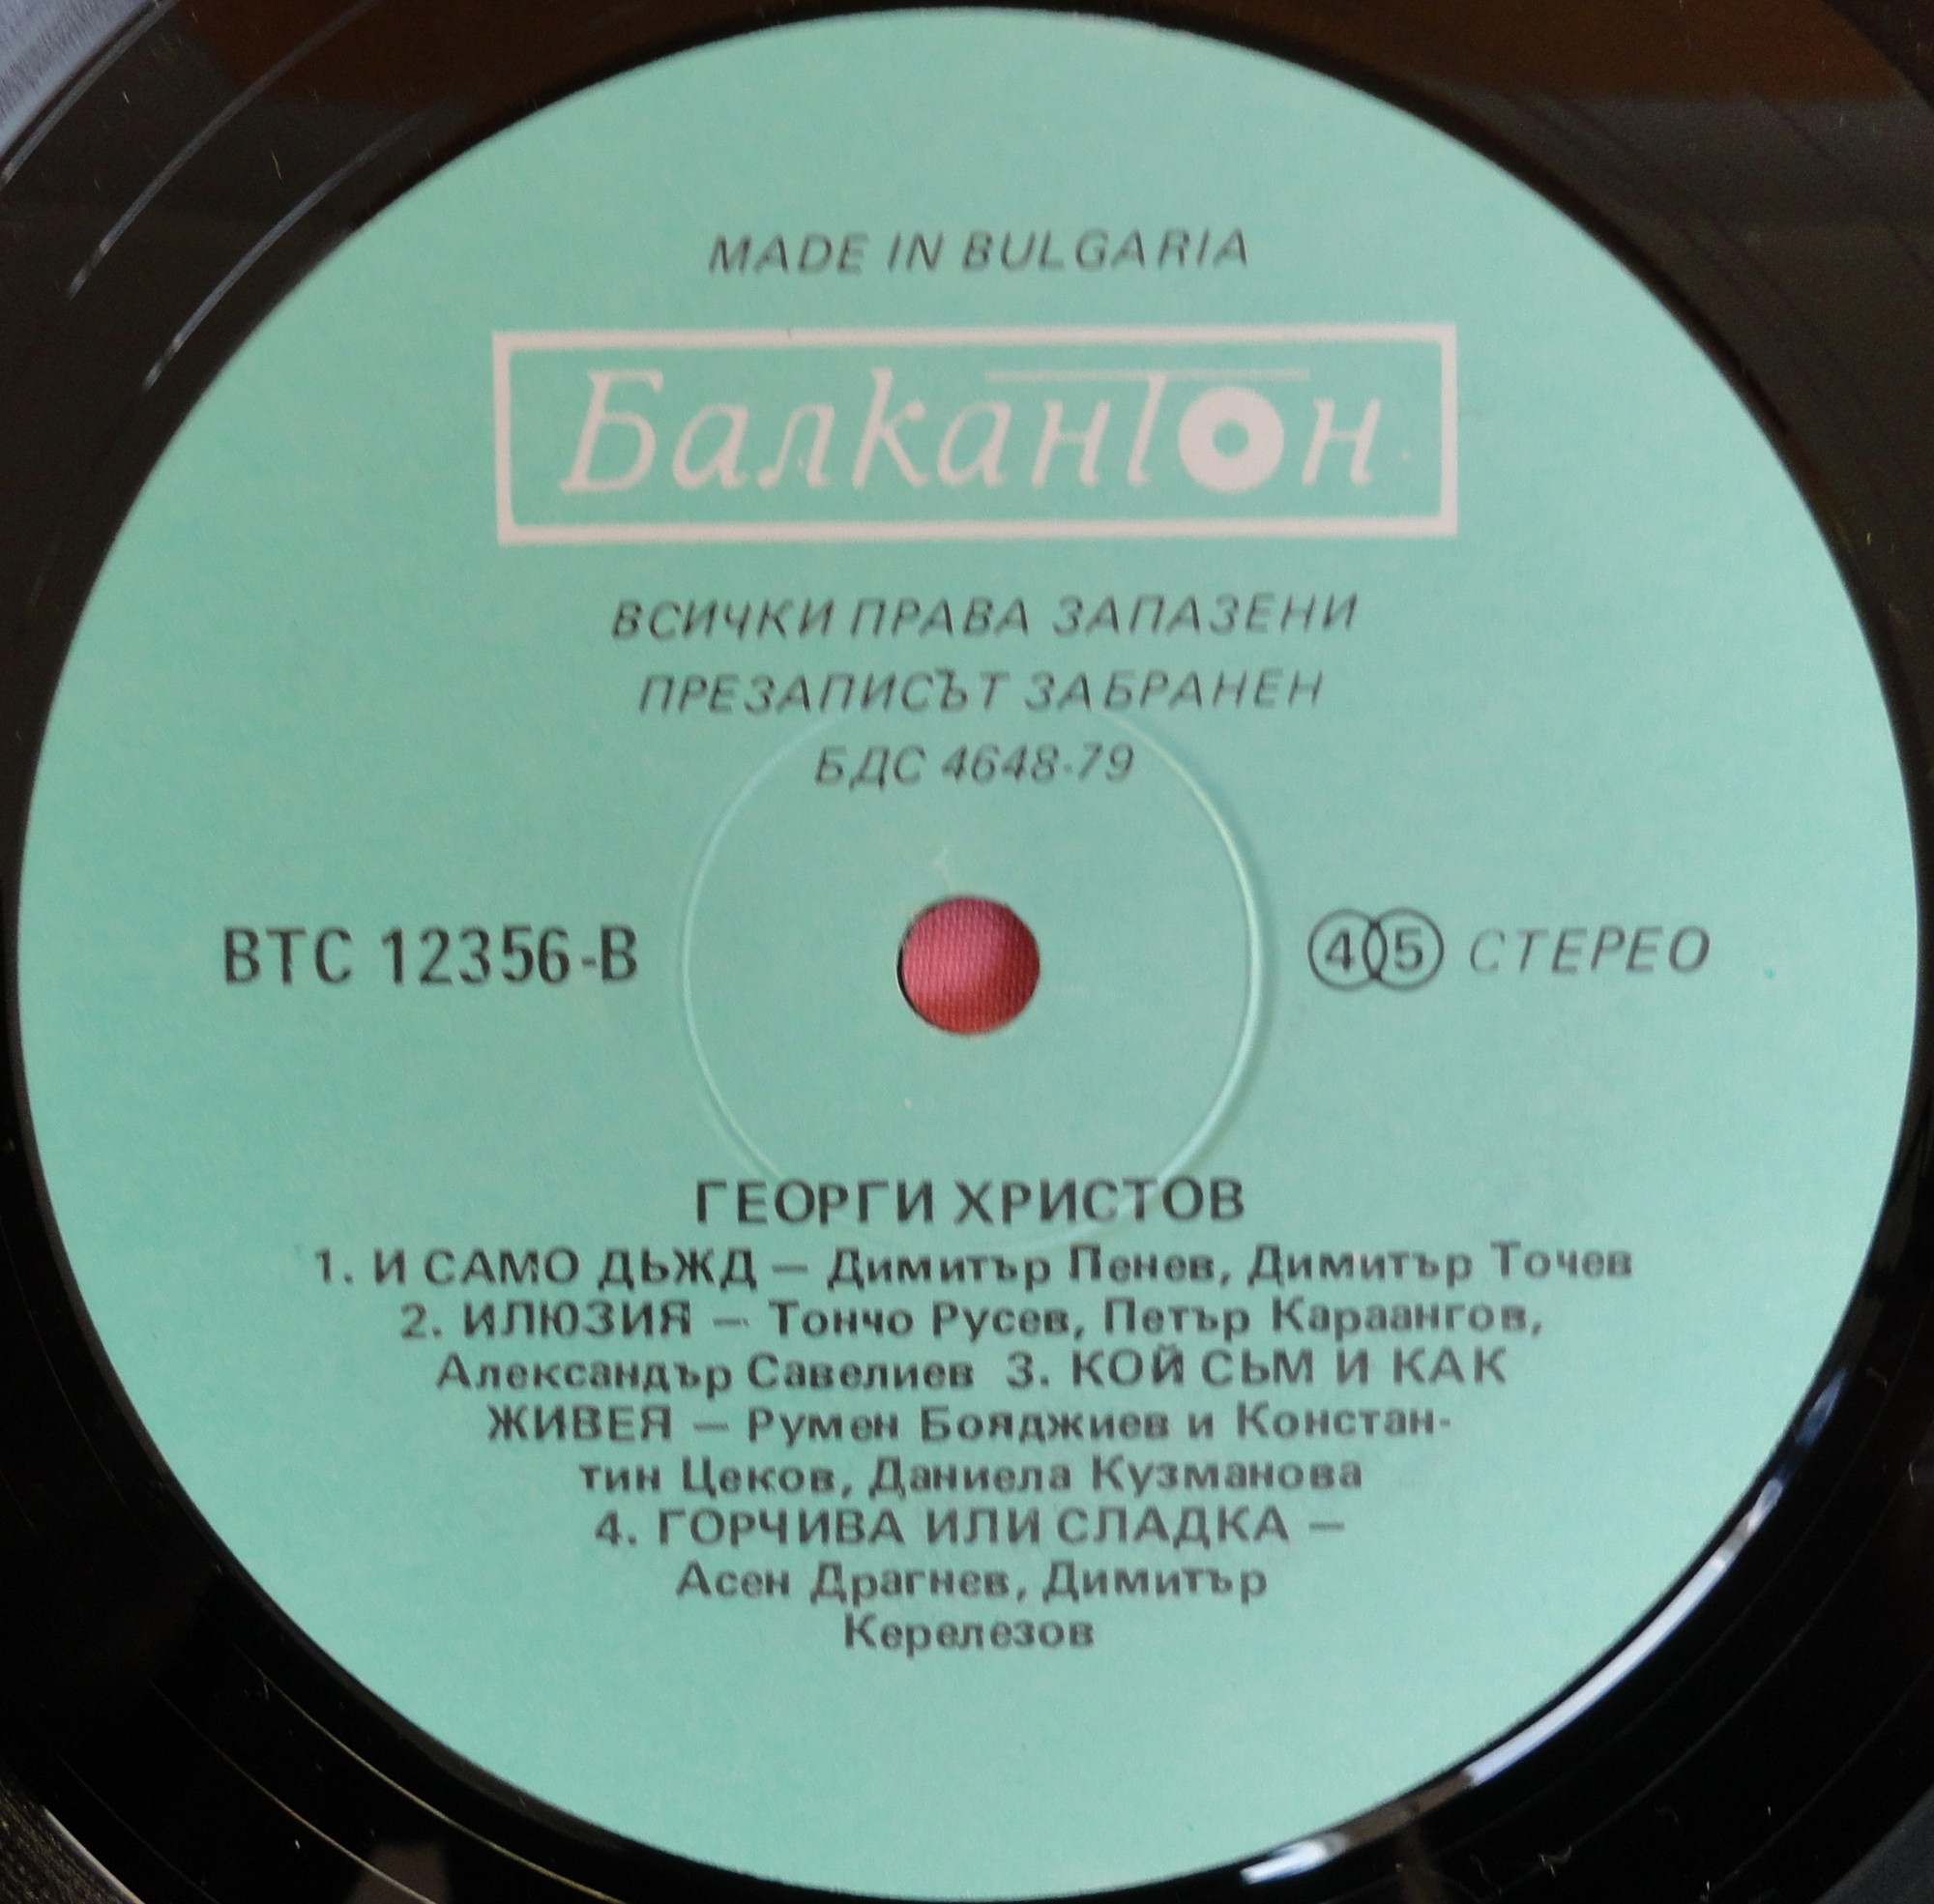 MADE IN BULGARIA
Балкантон
ВСИЧКИ ПРАВА ЗАПАЗЕНИ
ПРЕЗАПИСЪТ ЗАБРАНЕН
БДС 4648-79
ВТС 12356-В
45 СТЕРЕО
ГЕОРГИ ХРИСТОВ
1. И САМО ДЪЖД — Димитър Пенев, Димитър Точев
2. ИЛЮЗИЯ — Тончо Русев, Петър Караангов,
Александър Савелиев 3. КОЙ СЪМ И КАК
ЖИВЕЯ — Румен Бояджиев и Констан-
тин Цеков, Даниела Кузманова
4. ГОРЧИВА ИЛИ СЛАДКА —
Асен Драгнев, Димитър
Керелезов